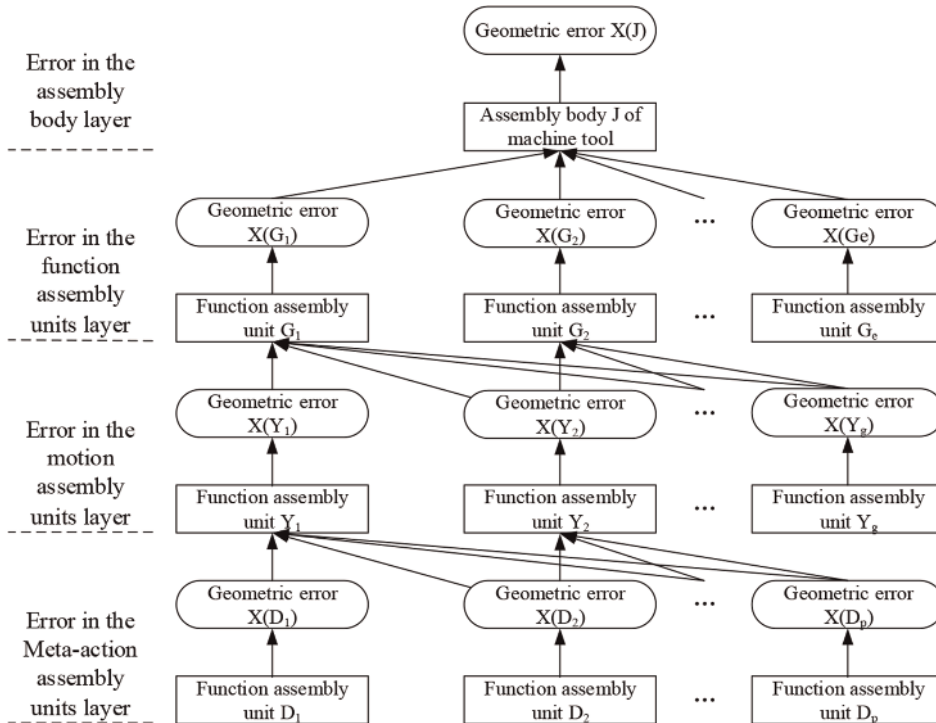 Geometric error X(J)
Error in the
assembly
body layer
Assembly body J of
machine tool
Geometric error
X(G₁)
Geometric error
X(G₂)
...
Geometric error
X(Ge)
Error in the
function
assembly
units layer
Function assembly
unit G₁
Function assembly
unit G₂
...
Function assembly
unit Gₑ
Geometric error
X(Y₁)
Geometric error
X(Y₂)
...
Geometric error
X(Y_g)
Error in the
motion
assembly
units layer
Function assembly
unit Y₁
Function assembly
unit Y₂
...
Function assembly
unit Y_g
Geometric error
X(D₁)
Geometric error
X(D₂)
...
Geometric error
X(Dₚ)
Error in the
Meta-action
assembly
units layer
Function assembly
unit D₁
Function assembly
unit D₂
...
Function assembly
unit Dₚ